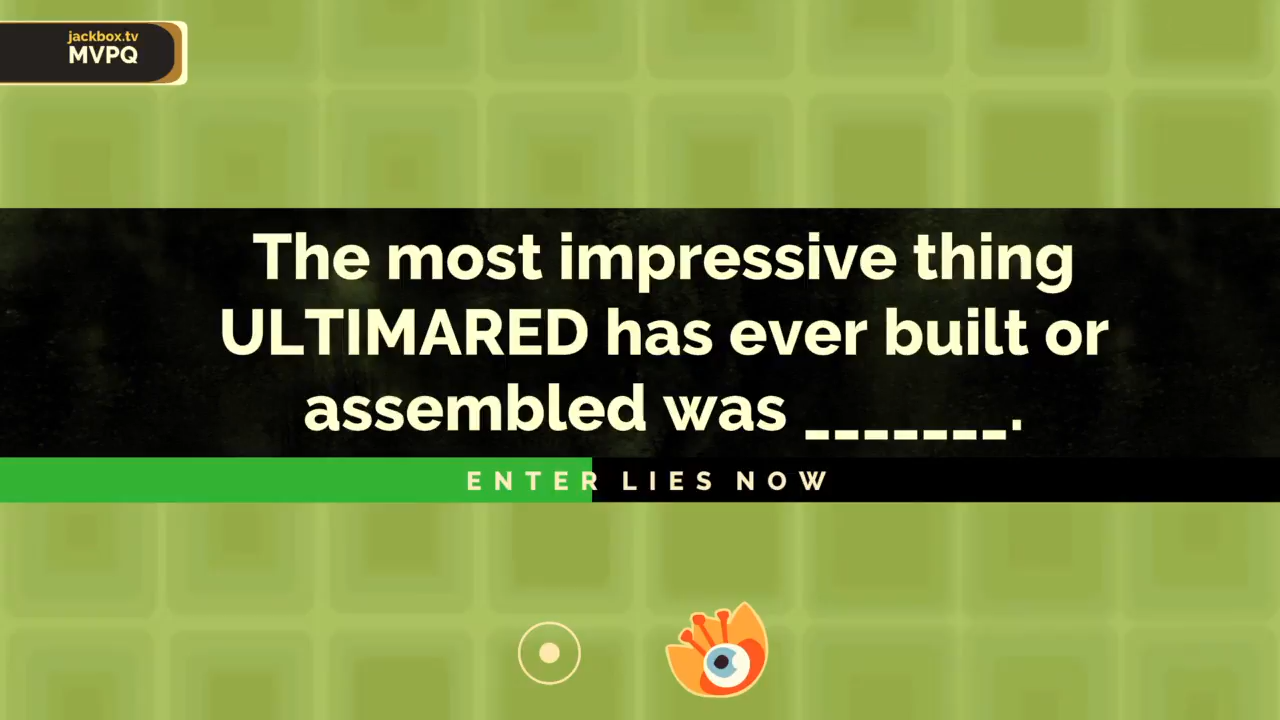 jackbox.tv
MVPQ
The most impressive thing
ULTIMARED has ever built or
assembled was _______.
ENTER LIES NOW